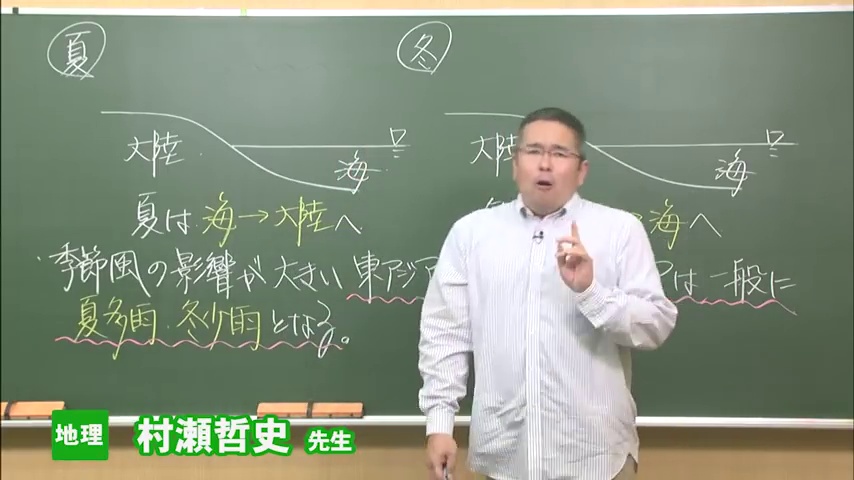 夏
冬
大陸
海
大陸
海
夏は 海→大陸へ
海へ
季節風の影響が大きい 東アジア
は一般に
夏多雨・冬少雨となる。
地理 村瀬哲史 先生